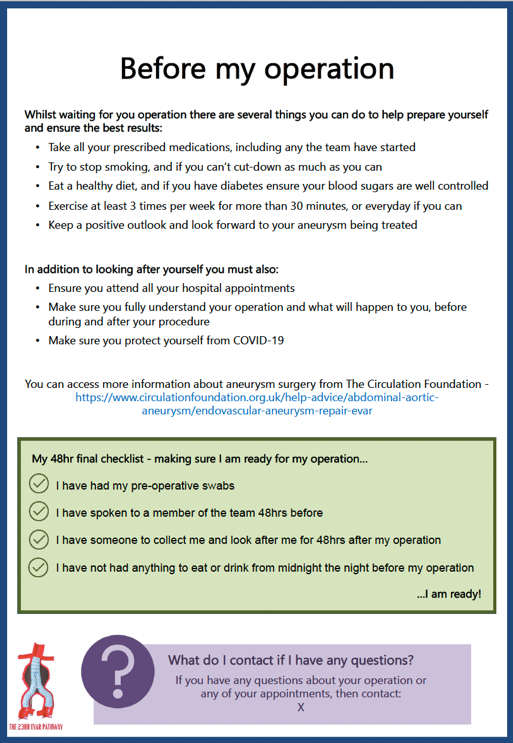 Before my operation
Whilst waiting for you operation there are several things you can do to help prepare yourself
and ensure the best results:
• Take all your prescribed medications, including any the team have started
• Try to stop smoking, and if you can't cut-down as much as you can
• Eat a healthy diet, and if you have diabetes ensure your blood sugars are well controlled
• Exercise at least 3 times per week for more than 30 minutes, or everyday if you can
• Keep a positive outlook and look forward to your aneurysm being treated
In addition to looking after yourself you must also:
• Ensure you attend all your hospital appointments
• Make sure you fully understand your operation and what will happen to you, before
during and after your procedure
• Make sure you protect yourself from COVID-19
You can access more information about aneurysm surgery from The Circulation Foundation -
https://www.circulationfoundation.org.uk/help-advice/abdominal-aortic-
aneurysm/endovascular-aneurysm-repair-evar
My 48hr final checklist - making sure I am ready for my operation...
I have had my pre-operative swabs
I have spoken to a member of the team 48hrs before
I have someone to collect me and look after me for 48hrs after my operation
I have not had anything to eat or drink from midnight the night before my operation
...I am ready!
?
What do I contact if I have any questions?
If you have any questions about your operation or
any of your appointments, then contact:
X
THE 23HR EVAR PATHWAY